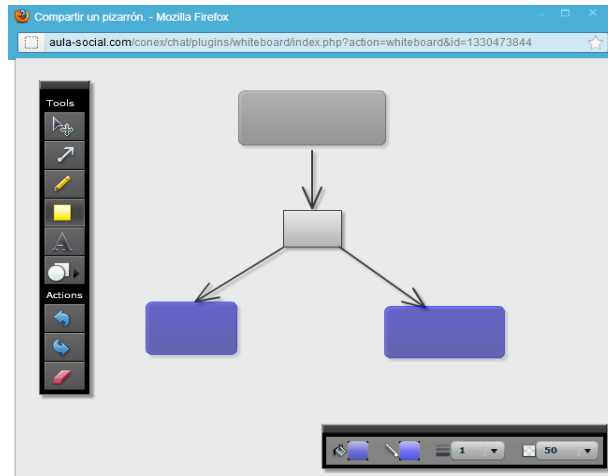 Compartir un pizarrón. - Mozilla Firefox
aula-social.com/conex/chat/plugins/whiteboard/index.php?action=whiteboard&id=1330473844
Tools
A
Actions
1
50